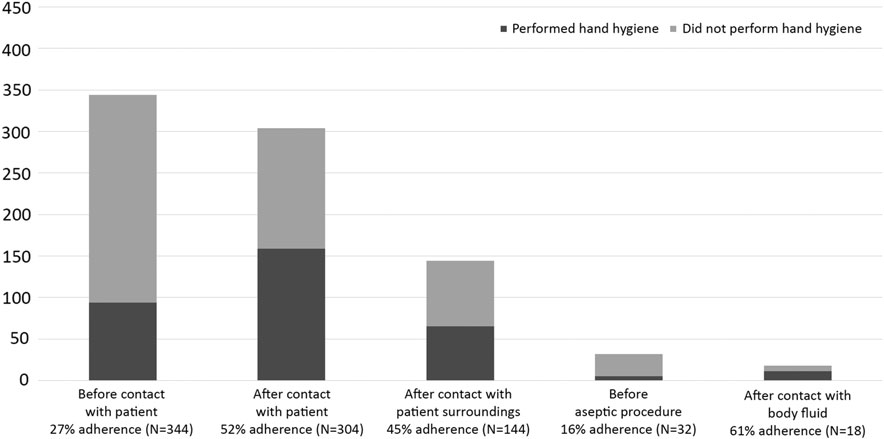 450
400
350
300
250
200
150
100
50
0
Performed hand hygiene
Did not perform hand hygiene
Before contact
with patient
27% adherence (N=344)
After contact
with patient
52% adherence (N=304)
After contact with
patient surroundings
45% adherence (N=144)
Before
aseptic procedure
16% adherence (N=32)
After contact with
body fluid
61% adherence (N=18)